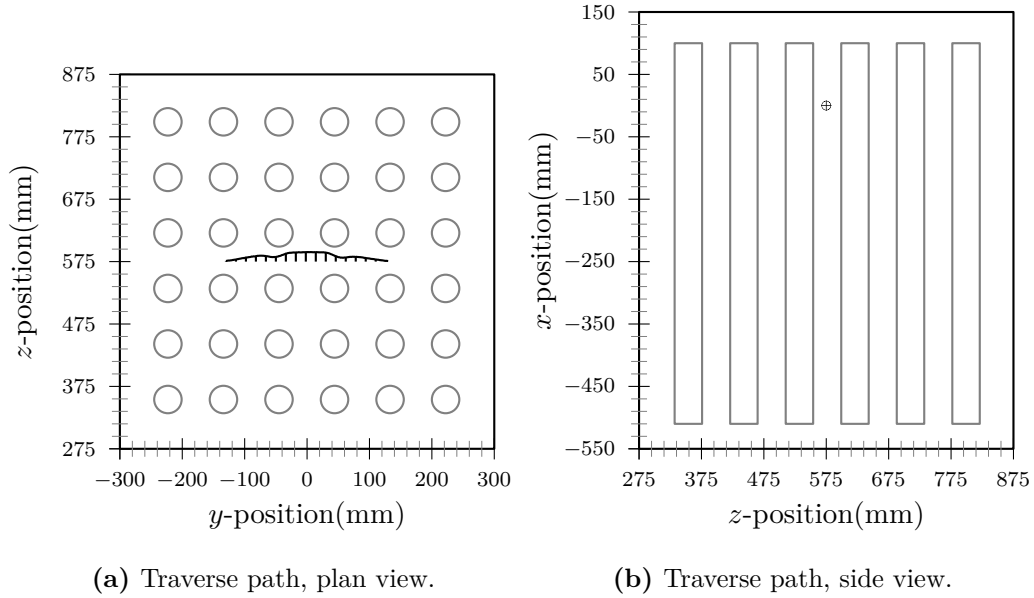 875
775
675
575
475
375
275
z-position(mm)
−300 −200 −100 0 100 200 300
y-position(mm)
(a) Traverse path, plan view.
150
50
−50
−150
−250
−350
−450
−550
x-position(mm)
275 375 475 575 675 775 875
z-position(mm)
(b) Traverse path, side view.